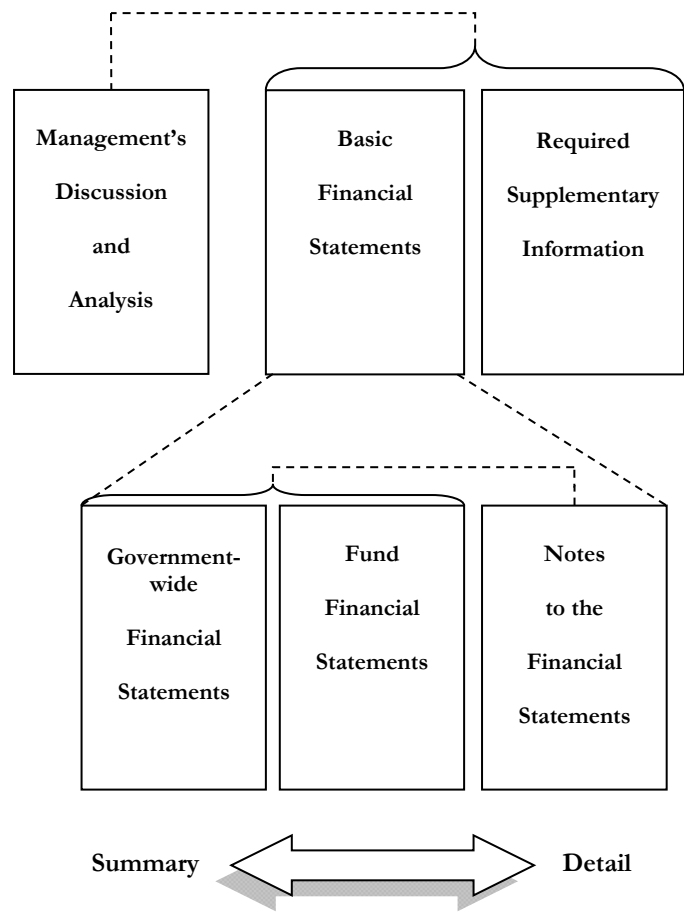 Management's
Discussion
and
Analysis
Basic
Financial
Statements
Required
Supplementary
Information
Government-
wide
Financial
Statements
Fund
Financial
Statements
Notes
to the
Financial
Statements
Summary
Detail